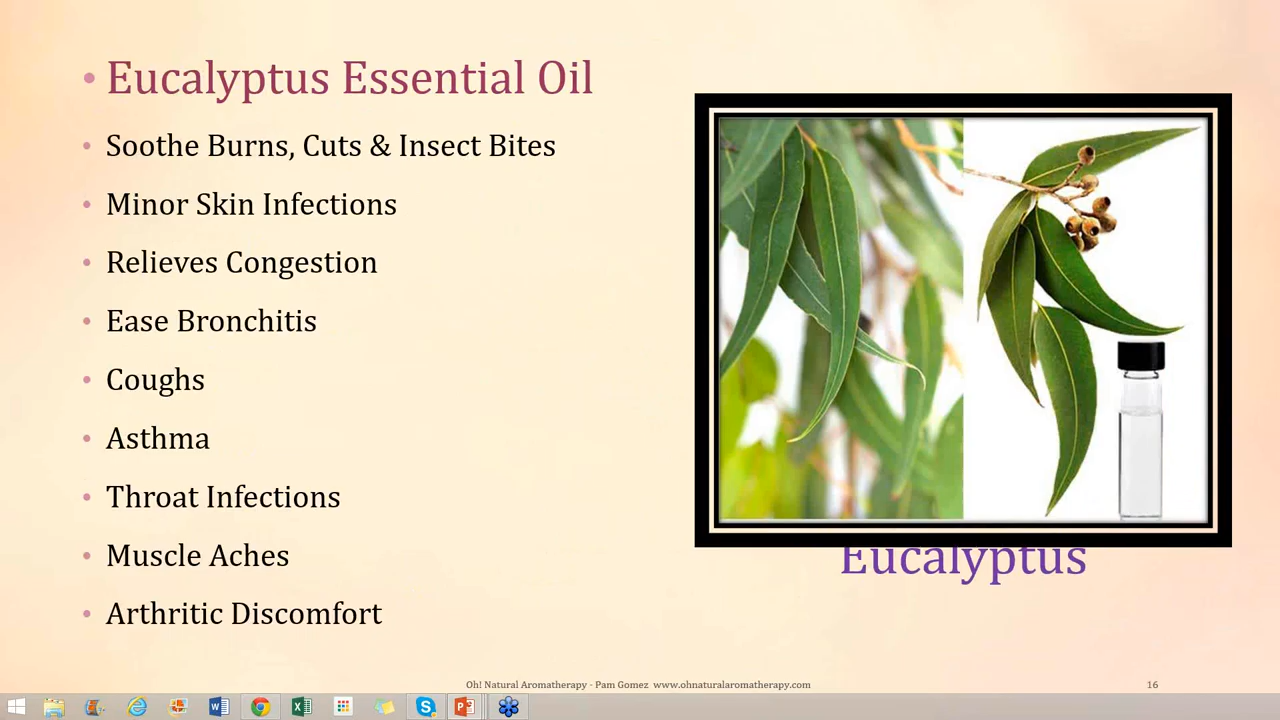 • Eucalyptus Essential Oil
• Soothe Burns, Cuts & Insect Bites
• Minor Skin Infections
• Relieves Congestion
• Ease Bronchitis
• Coughs
• Asthma
• Throat Infections
• Muscle Aches
• Arthritic Discomfort
Eucalyptus
Oh! Natural Aromatherapy - Pam Gomez www.ohnaturalaromatherapy.com
16